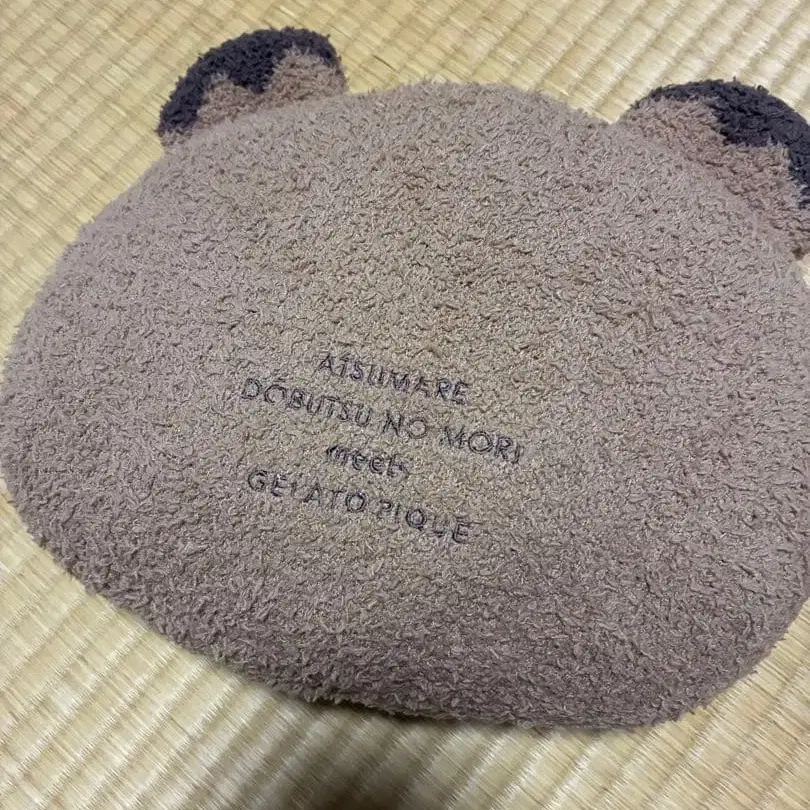 ATSUMARE
DŌBUTSU NO MORI
meets
GELATO PIQUE